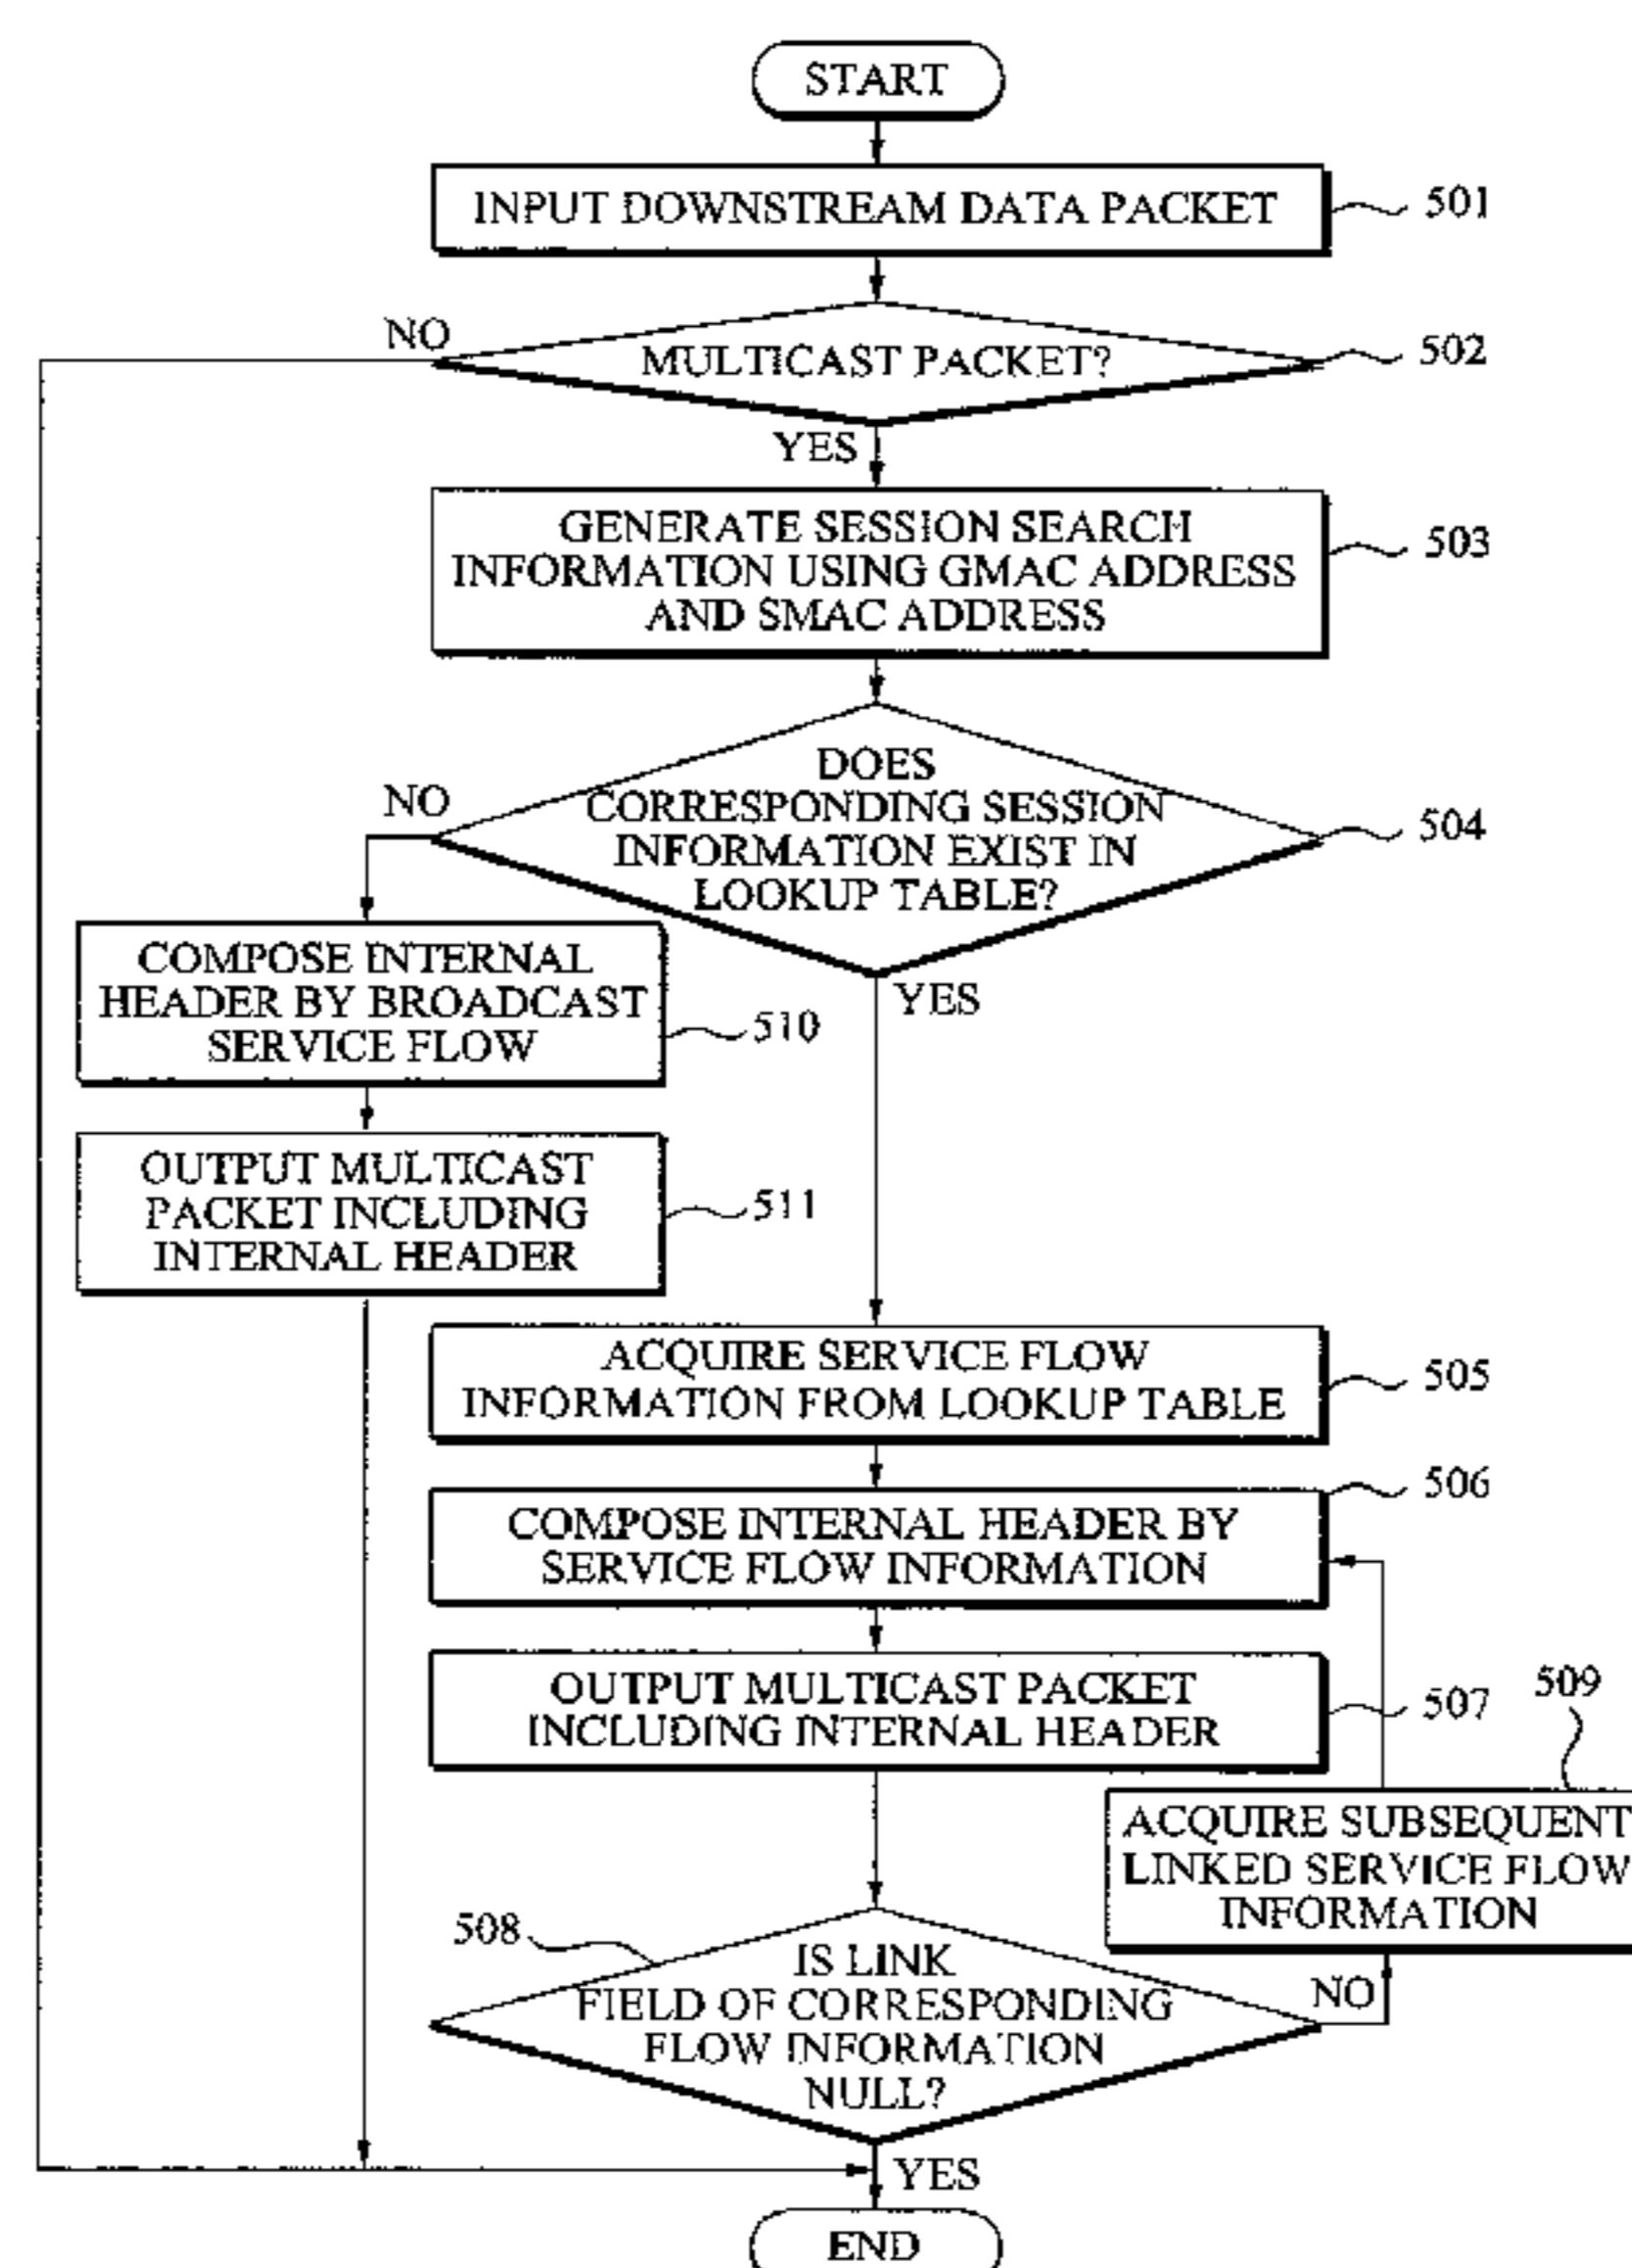 START
INPUT DOWNSTREAM DATA PACKET
501
NO
MULTICAST PACKET?
502
YES
GENERATE SESSION SEARCH
INFORMATION USING GMAC ADDRESS
AND SMAC ADDRESS
503
DOES
CORRESPONDING SESSION
INFORMATION EXIST IN
LOOKUP TABLE?
504
NO
YES
COMPOSE INTERNAL
HEADER BY BROADCAST
SERVICE FLOW
510
OUTPUT MULTICAST
PACKET INCLUDING
INTERNAL HEADER
511
ACQUIRE SERVICE FLOW
INFORMATION FROM LOOKUP TABLE
505
COMPOSE INTERNAL HEADER BY
SERVICE FLOW INFORMATION
506
OUTPUT MULTICAST PACKET
INCLUDING INTERNAL HEADER
507
509
ACQUIRE SUBSEQUENT
LINKED SERVICE FLOW
INFORMATION
508
IS LINK
FIELD OF CORRESPONDING
FLOW INFORMATION
NULL?
NO
YES
END